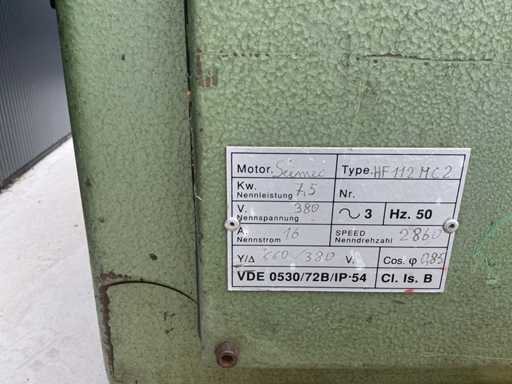 Motor. Seimec Type. HF 112 MC2
Kw. 7,5 Nr.
Nennleistung
V. 380 ~ 3 Hz. 50
Nennspannung
A. 16 SPEED 2860
Nennstrom Nenndrehzahl
Y/Δ 660/380 V. Cos. φ 0,85
VDE 0530/72B/IP·54 Cl. Is. B